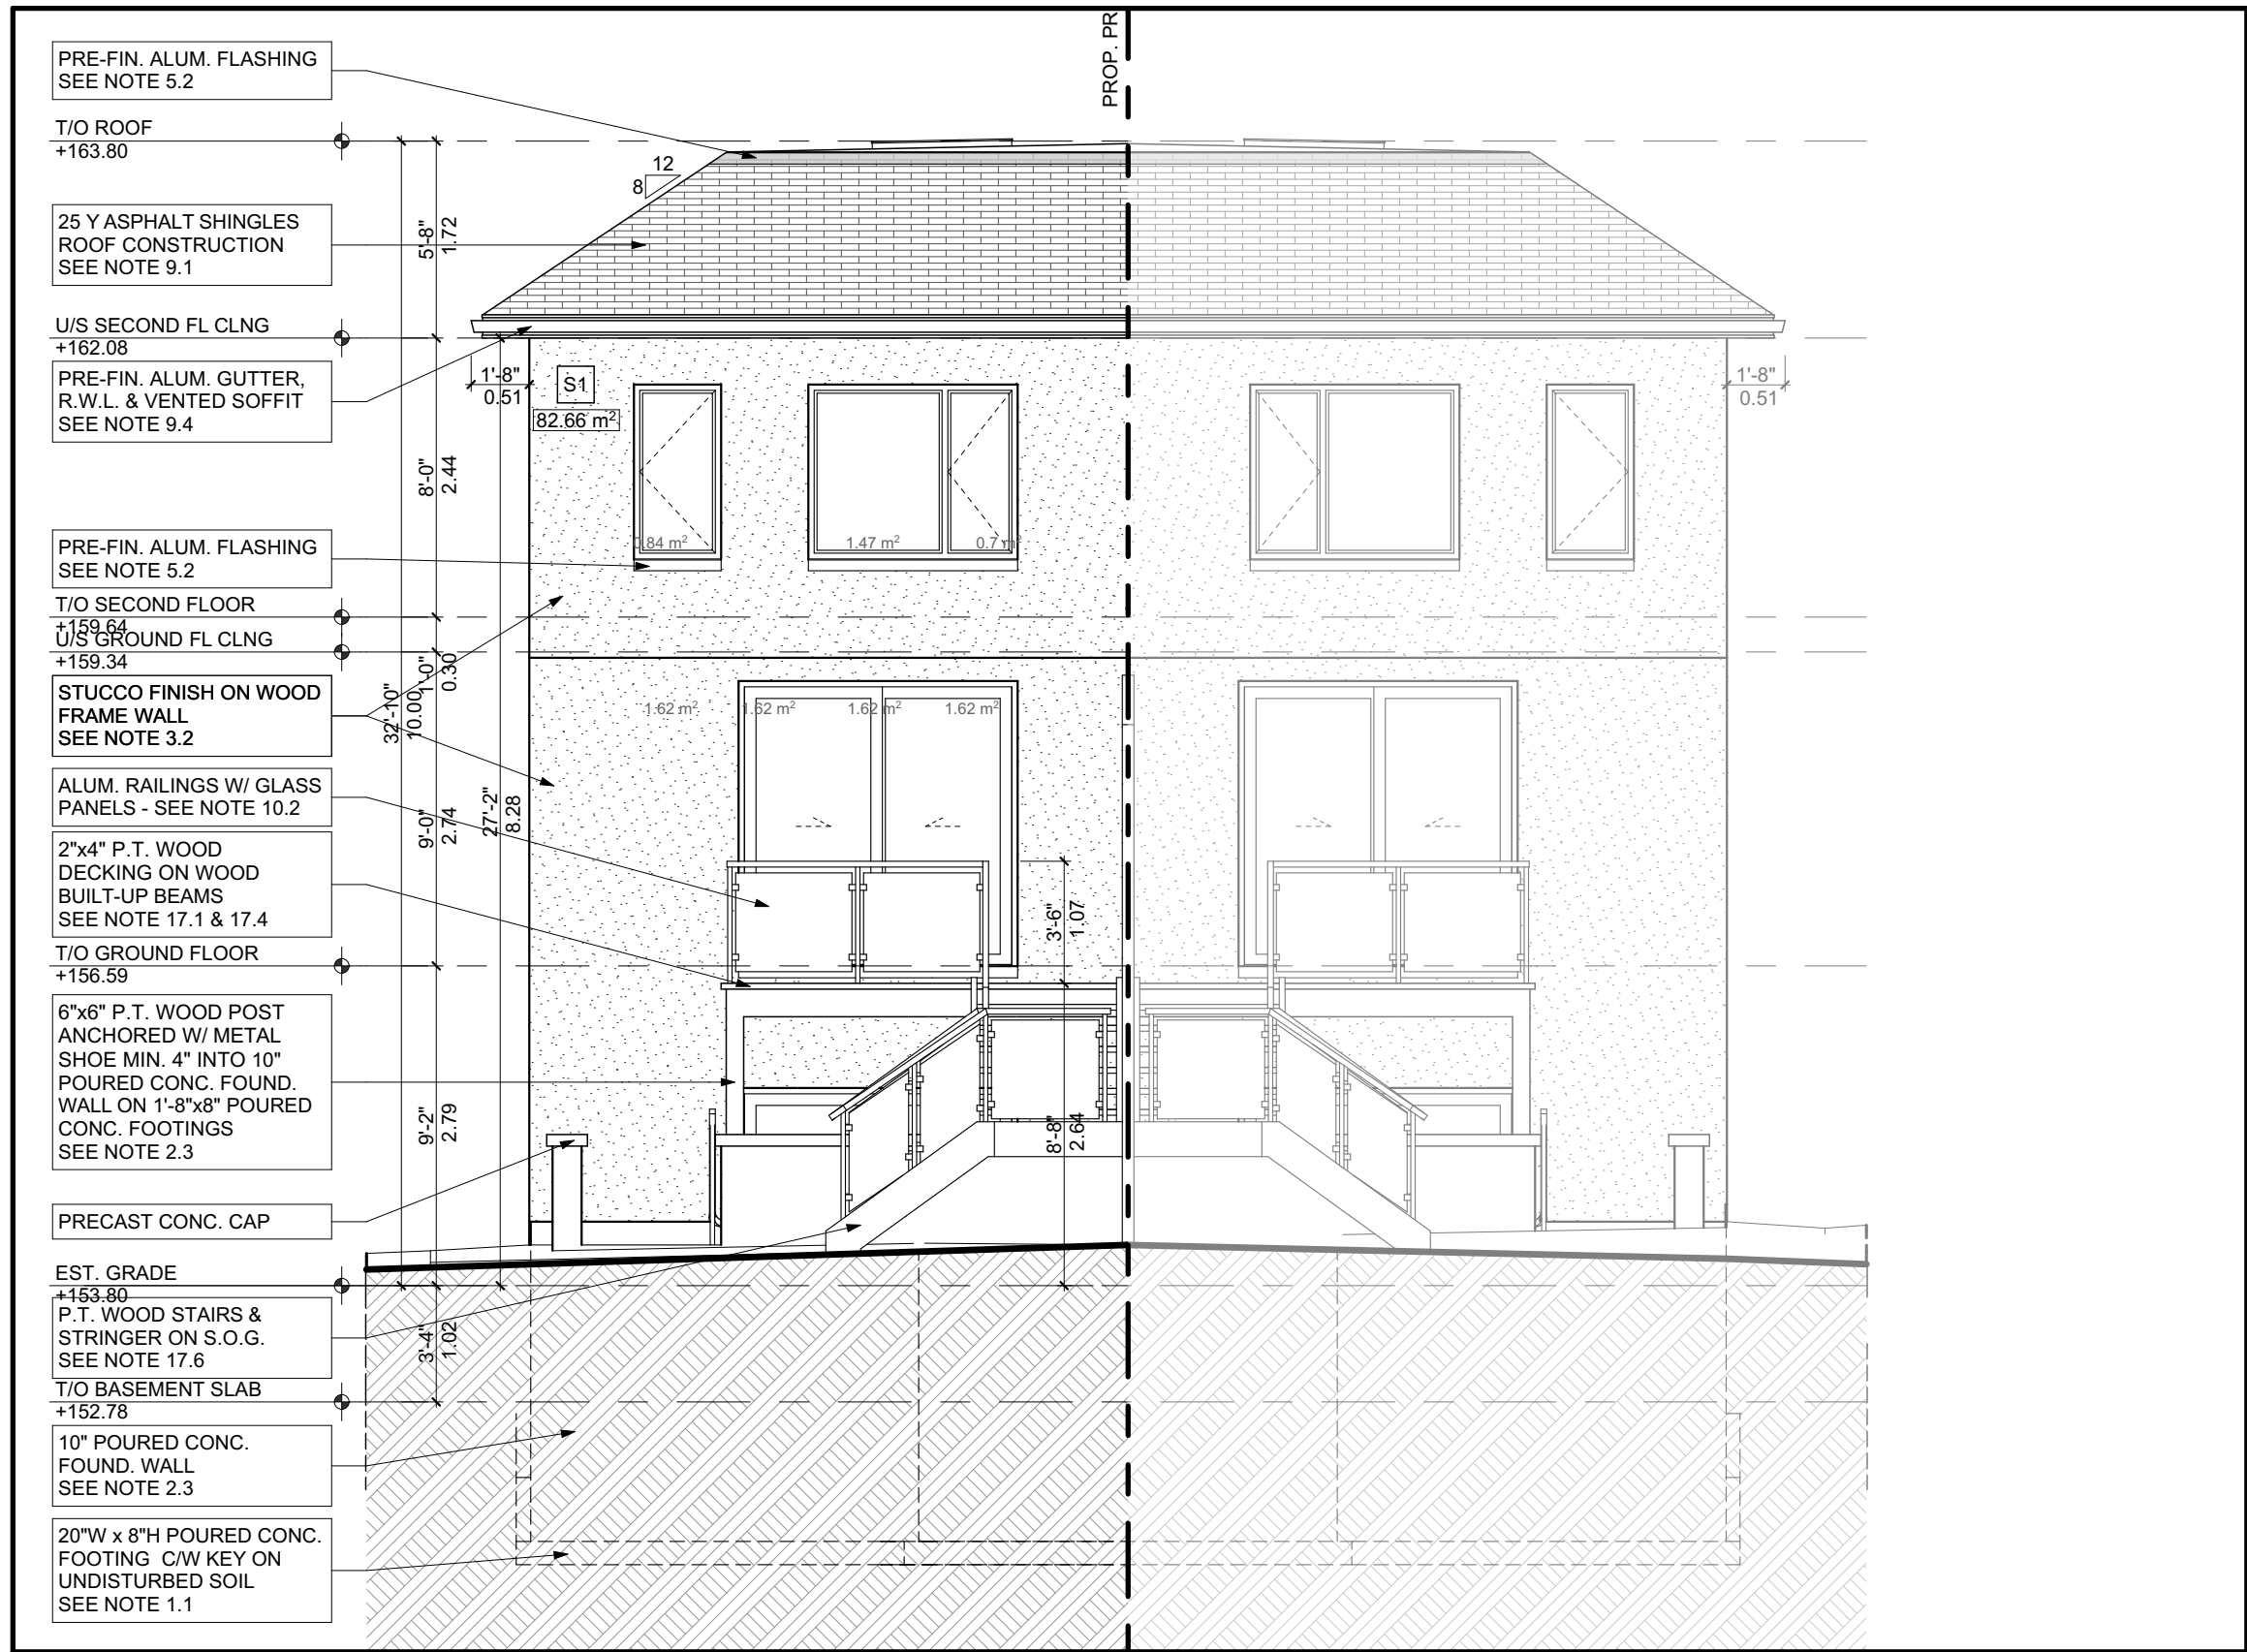 PROP. PR
PRE-FIN. ALUM. FLASHING
SEE NOTE 5.2
T/O ROOF
+163.80
12
8
25 Y ASPHALT SHINGLES
ROOF CONSTRUCTION
SEE NOTE 9.1
5'-8"
1.72
U/S SECOND FL CLNG
+162.08
PRE-FIN. ALUM. GUTTER,
R.W.L. & VENTED SOFFIT
SEE NOTE 9.4
1'-8"
0.51
S1
82.66 m²
1'-8"
0.51
8'-0"
2.44
PRE-FIN. ALUM. FLASHING
SEE NOTE 5.2
0.84 m²
1.47 m²
0.7 m²
T/O SECOND FLOOR
+159.64
U/S GROUND FL CLNG
+159.34
1'-0"
0.30
STUCCO FINISH ON WOOD
FRAME WALL
SEE NOTE 3.2
32'-10"
10.00
1.62 m²
1.62 m²
1.62 m²
1.62 m²
ALUM. RAILINGS W/ GLASS
PANELS - SEE NOTE 10.2
9'-0"
2.74
27'-2"
8.28
2"x4" P.T. WOOD
DECKING ON WOOD
BUILT-UP BEAMS
SEE NOTE 17.1 & 17.4
3'-6"
1.07
T/O GROUND FLOOR
+156.59
6"x6" P.T. WOOD POST
ANCHORED W/ METAL
SHOE MIN. 4" INTO 10"
POURED CONC. FOUND.
WALL ON 1'-8"x8" POURED
CONC. FOOTINGS
SEE NOTE 2.3
9'-2"
2.79
8'-8"
2.64
PRECAST CONC. CAP
EST. GRADE
+153.80
P.T. WOOD STAIRS &
STRINGER ON S.O.G.
SEE NOTE 17.6
3'-4"
1.02
T/O BASEMENT SLAB
+152.78
10" POURED CONC.
FOUND. WALL
SEE NOTE 2.3
20"W x 8"H POURED CONC.
FOOTING C/W KEY ON
UNDISTURBED SOIL
SEE NOTE 1.1